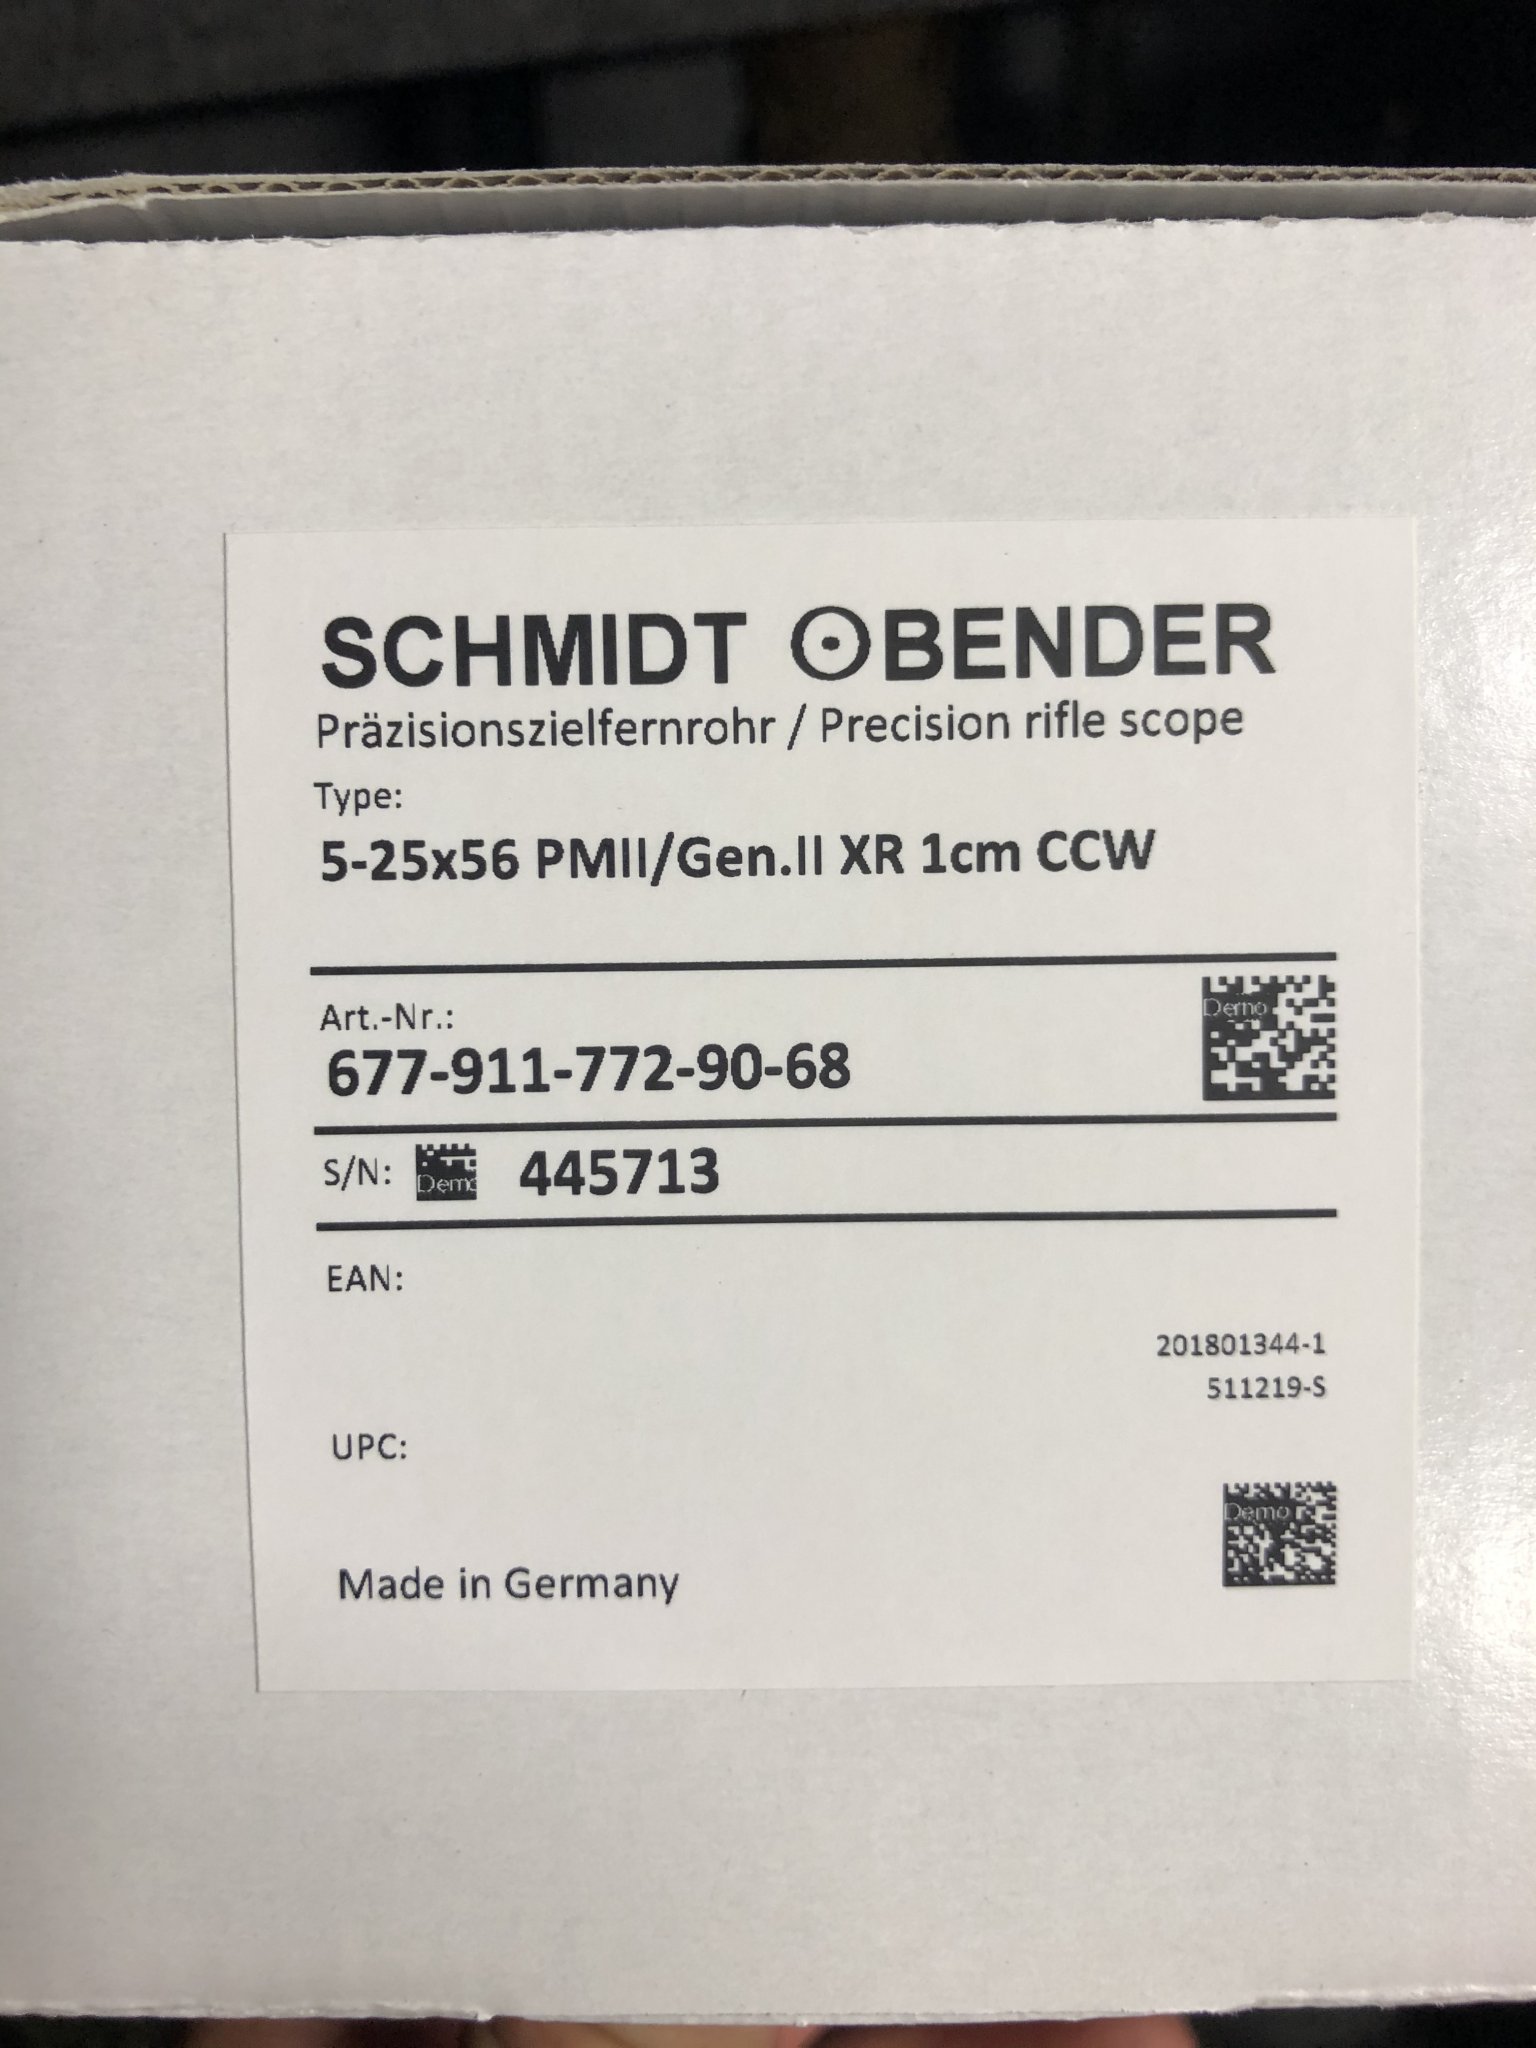 SCHMIDT BENDER
Präzisionszielfernrohr / Precision rifle scope
Type:
5-25x56 PMII/Gen.II XR 1cm CCW
Art.-Nr.:
Demo
677-911-772-90-68
S/N: Demo 445713
EAN:
201801344-1
511219-S
UPC:
Demo
Made in Germany